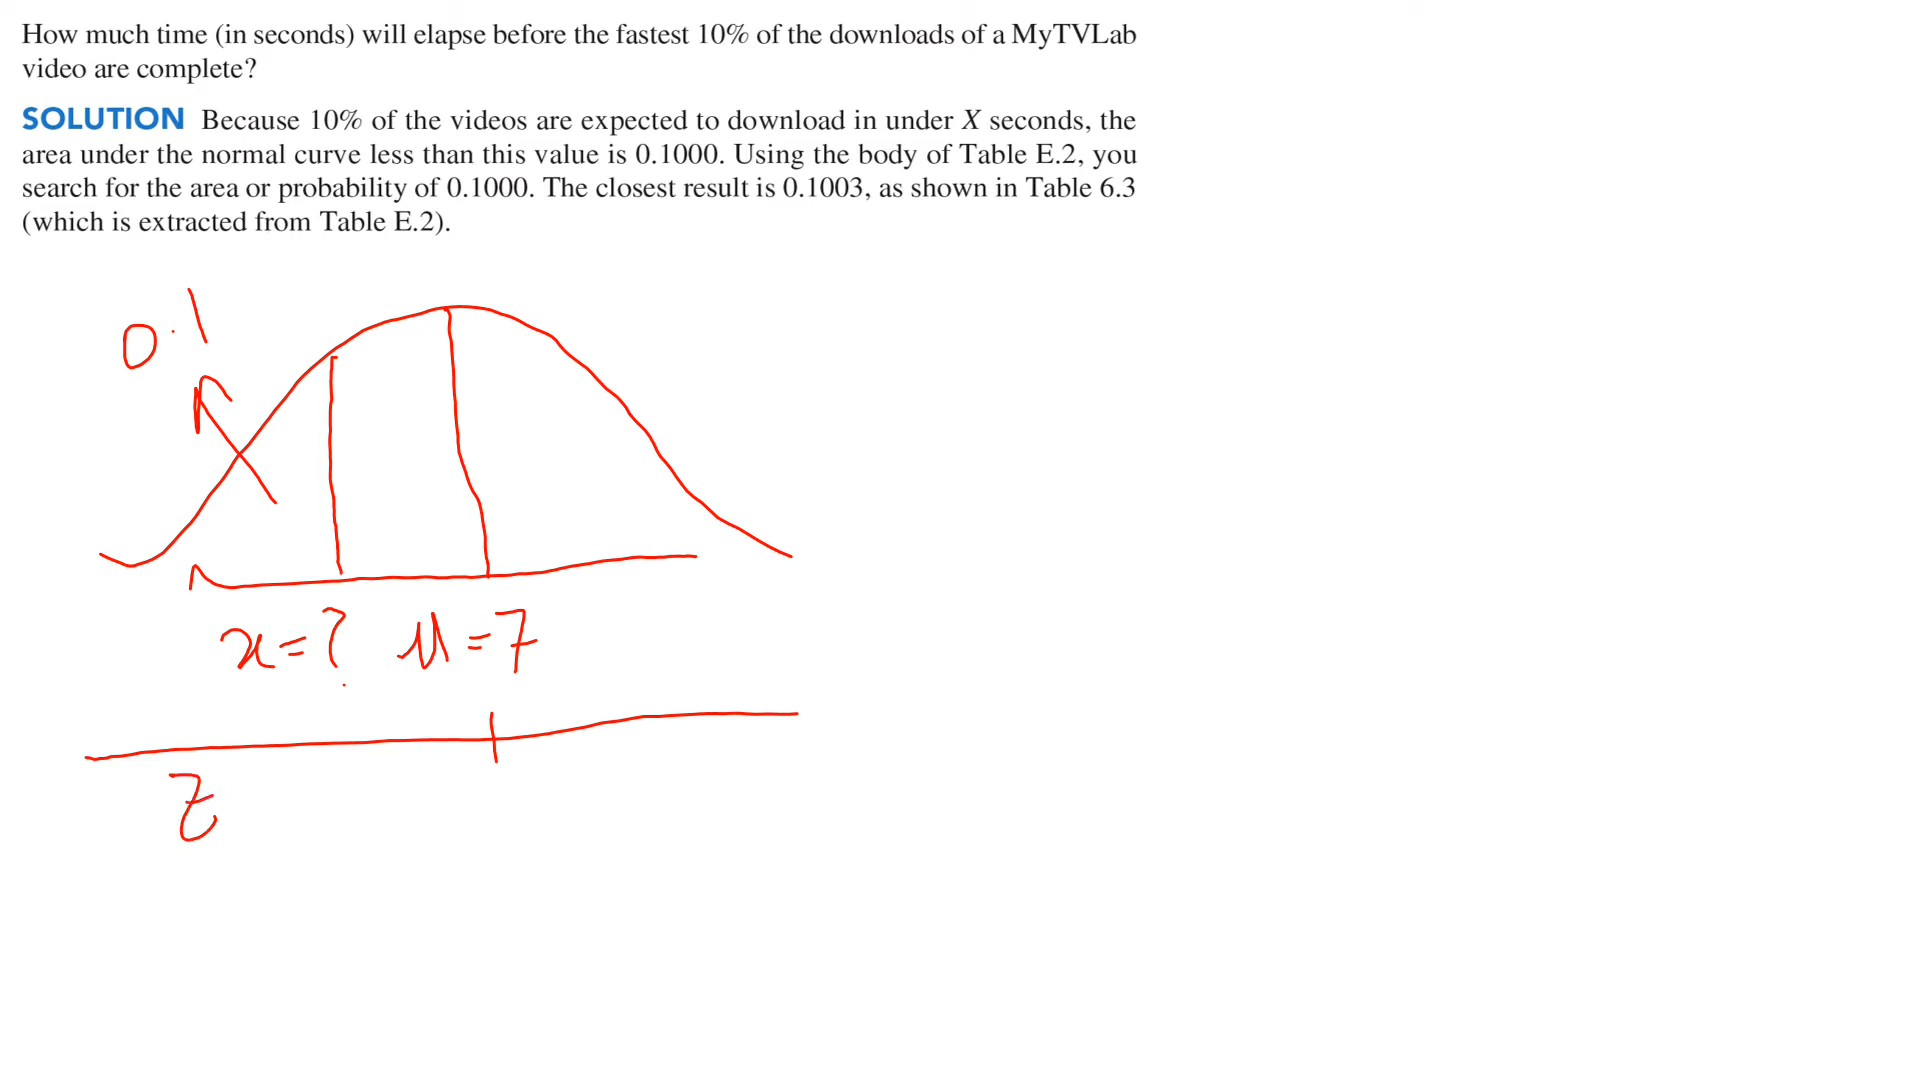 How much time (in seconds) will elapse before the fastest 10% of the downloads of a MyTVLab
video are complete?
SOLUTION Because 10% of the videos are expected to download in under X seconds, the
area under the normal curve less than this value is 0.1000. Using the body of Table E.2, you
search for the area or probability of 0.1000. The closest result is 0.1003, as shown in Table 6.3
(which is extracted from Table E.2).
0.1
x=? μ=7
Z